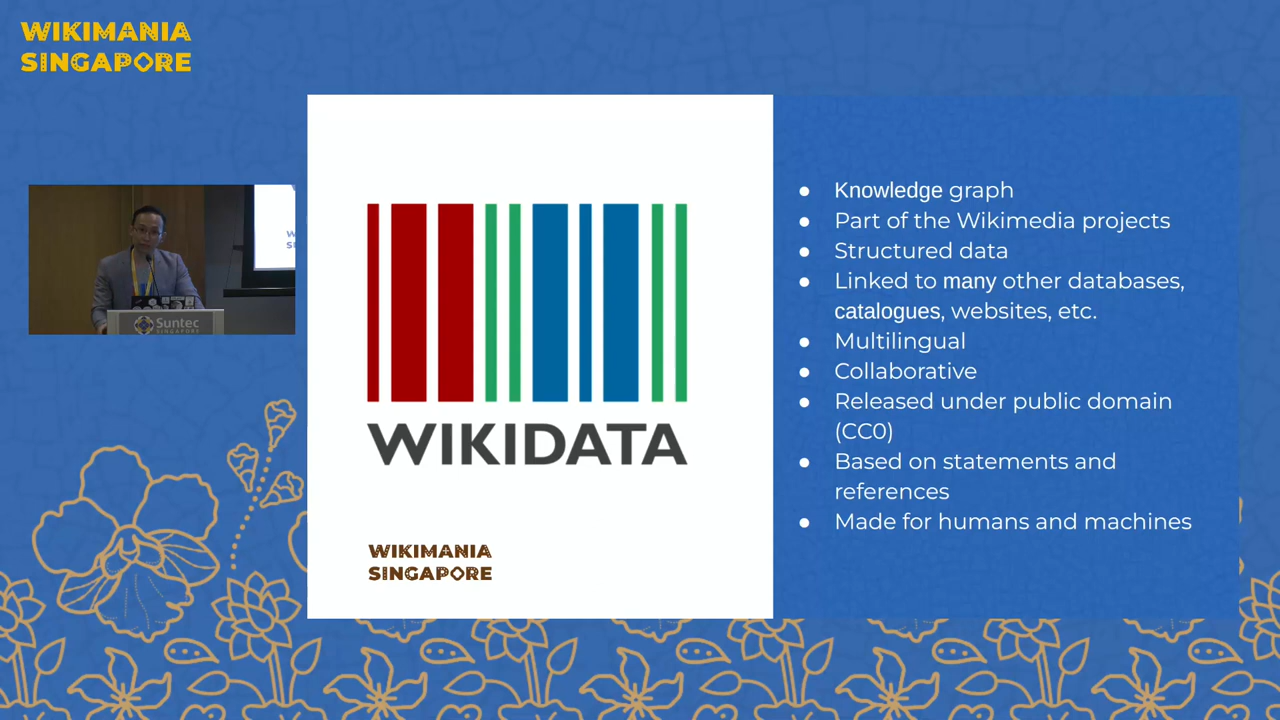 WIKIMANIA
SINGAPORE
Suntec
SINGAPORE
WIKIDATA
WIKIMANIA
SINGAPORE
● Knowledge graph
● Part of the Wikimedia projects
● Structured data
● Linked to many other databases,
catalogues, websites, etc.
● Multilingual
● Collaborative
● Released under public domain
(CC0)
● Based on statements and
references
● Made for humans and machines